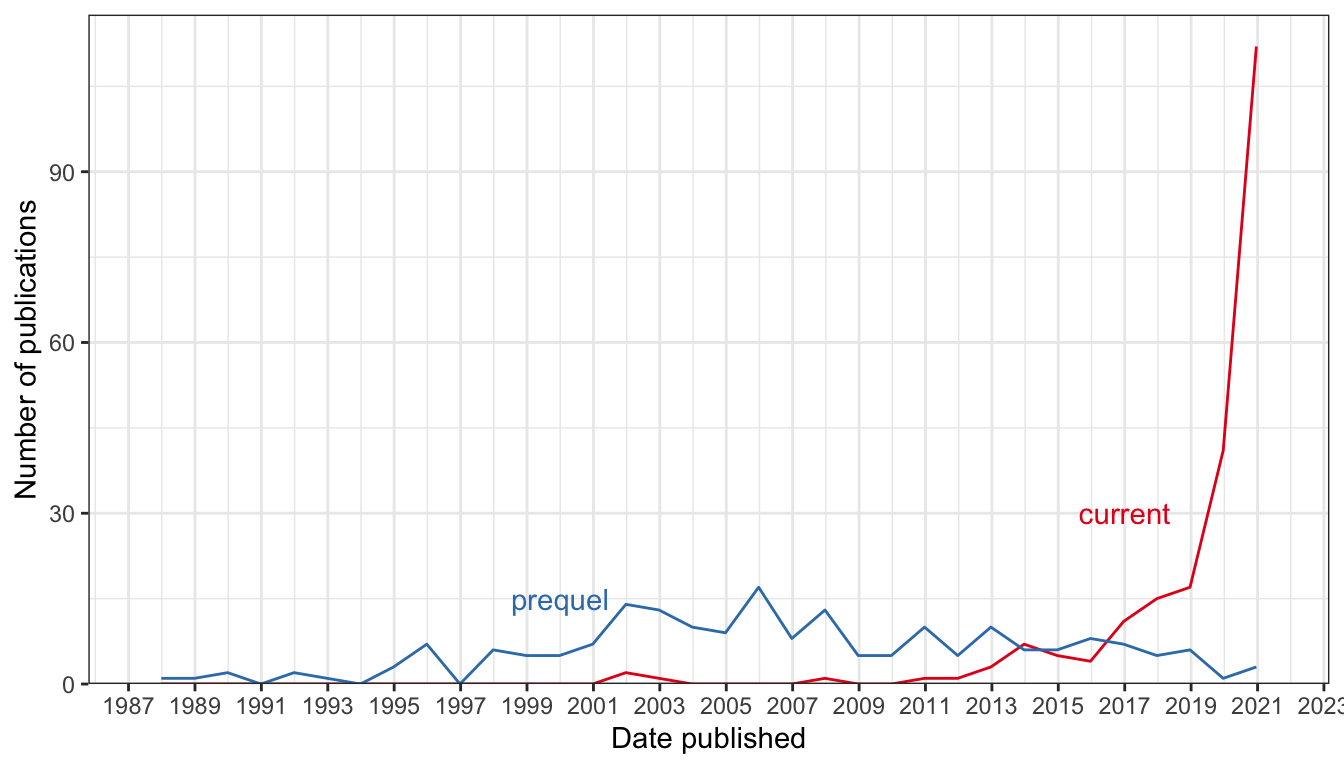 Number of publications
90
60
30
0
current
prequel
1987 1989 1991 1993 1995 1997 1999 2001 2003 2005 2007 2009 2011 2013 2015 2017 2019 2021 2023
Date published